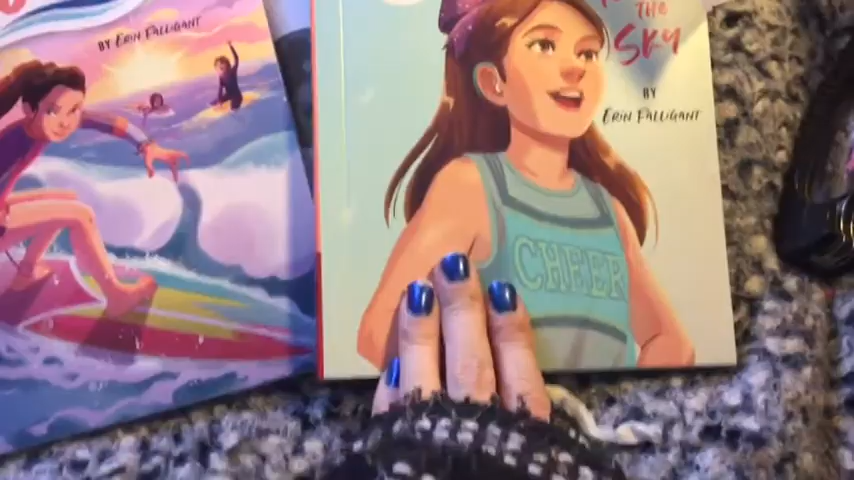 BY ERIN FALLIGANT
THE
SKY
BY
ERIN FALLIGANT
CHEER